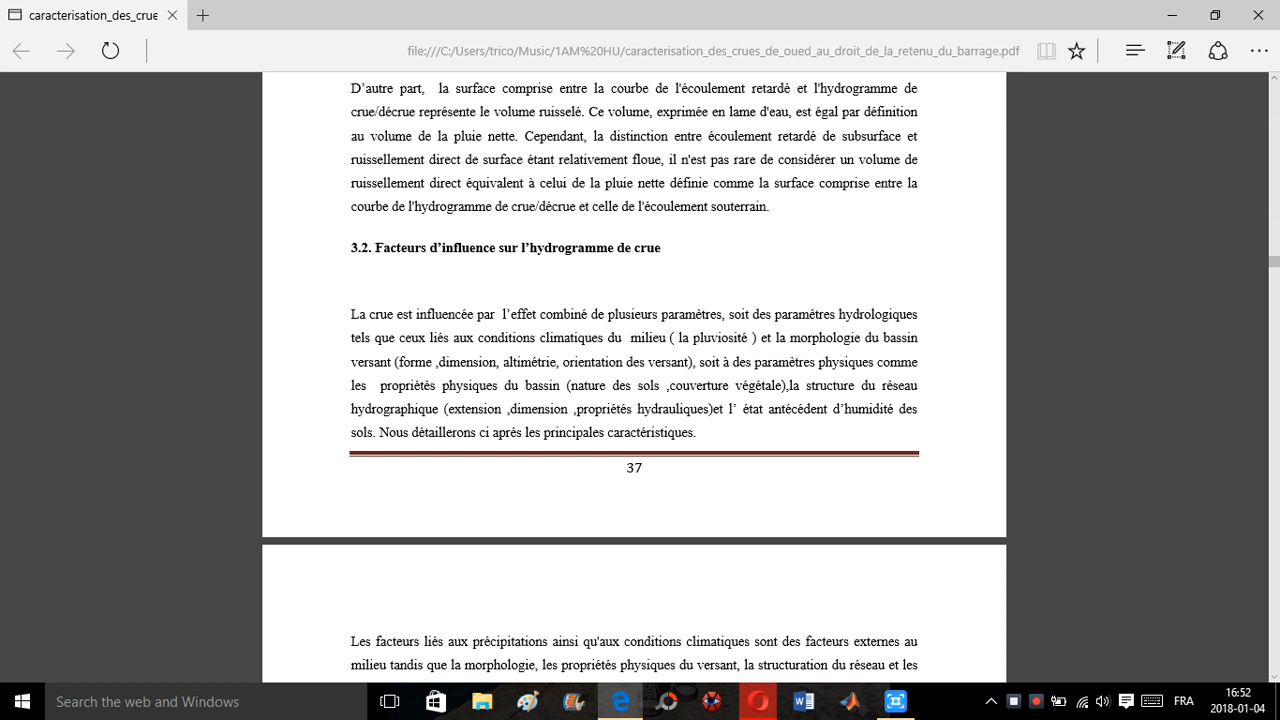 caracterisation_des_crue
file:///C:/Users/trico/Music/1AM%20HU/caracterisation_des_crues_de_oued_au_droit_de_la_retenu_du_barrage.pdf
D’autre part,  la surface comprise entre la courbe de l'écoulement retardé et l'hydrogramme de
crue/décrue représente le volume ruisselé. Ce volume, exprimée en lame d'eau, est égal par définition
au volume de la pluie nette. Cependant, la distinction entre écoulement retardé de subsurface et
ruissellement direct de surface étant relativement floue, il n'est pas rare de considérer un volume de
ruissellement direct équivalent à celui de la pluie nette définie comme la surface comprise entre la
courbe de l'hydrogramme de crue/décrue et celle de l'écoulement souterrain.
3.2. Facteurs d’influence sur l’hydrogramme de crue
La crue est influencée par  l’effet combiné de plusieurs paramètres, soit des paramètres hydrologiques
tels que ceux liés aux conditions climatiques du  milieu ( la pluviosité ) et la morphologie du bassin
versant (forme ,dimension, altimétrie, orientation des versant), soit à des paramètres physiques comme
les  propriétés physiques du bassin (nature des sols ,couverture végétale),la structure du réseau
hydrographique (extension ,dimension ,propriétés hydrauliques)et l’ état antécédent d’humidité des
sols. Nous détaillerons ci après les principales caractéristiques.
37
Les facteurs liés aux précipitations ainsi qu'aux conditions climatiques sont des facteurs externes au
milieu tandis que la morphologie, les propriétés physiques du versant, la structuration du réseau et les
Search the web and Windows
FRA
16:52
2018-01-04